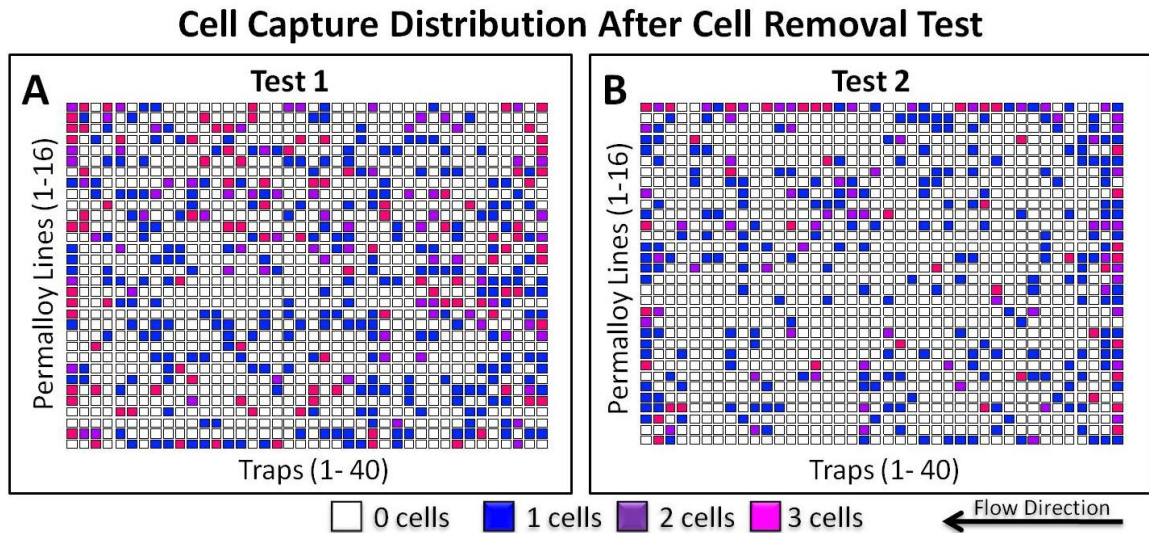 Cell Capture Distribution After Cell Removal Test
A
Test 1
Permalloy Lines (1-16)
Traps (1- 40)
B
Test 2
Permalloy Lines (1-16)
Traps (1- 40)
0 cells 1 cells 2 cells 3 cells
Flow Direction